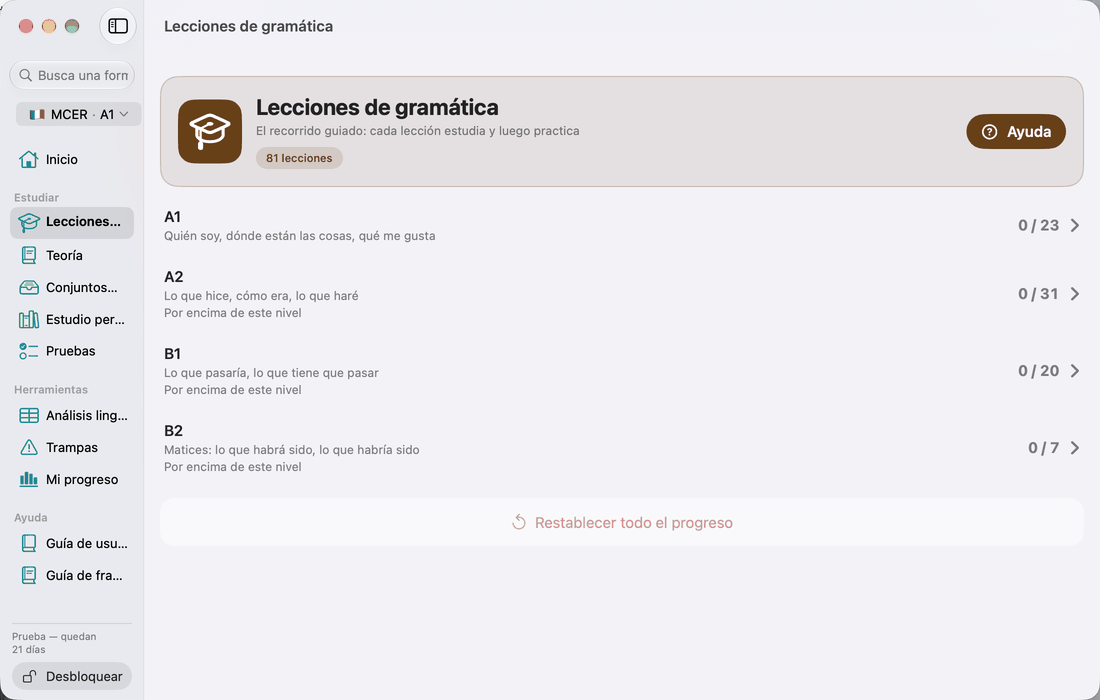 Lecciones de gramática
Busca una forn
MCER · A1
Inicio
Estudiar
Lecciones...
Teoría
Conjuntos...
Estudio per...
Pruebas
Herramientas
Análisis ling...
Trampas
Mi progreso
Ayuda
Guía de usu...
Guía de fra...
Prueba — quedan
21 días
Desbloquear
Lecciones de gramática
El recorrido guiado: cada lección estudia y luego practica
81 lecciones
Ayuda
A1
Quién soy, dónde están las cosas, qué me gusta
0 / 23
A2
Lo que hice, cómo era, lo que haré
Por encima de este nivel
0 / 31
B1
Lo que pasaría, lo que tiene que pasar
Por encima de este nivel
0 / 20
B2
Matices: lo que habrá sido, lo que habría sido
Por encima de este nivel
0 / 7
Restablecer todo el progreso